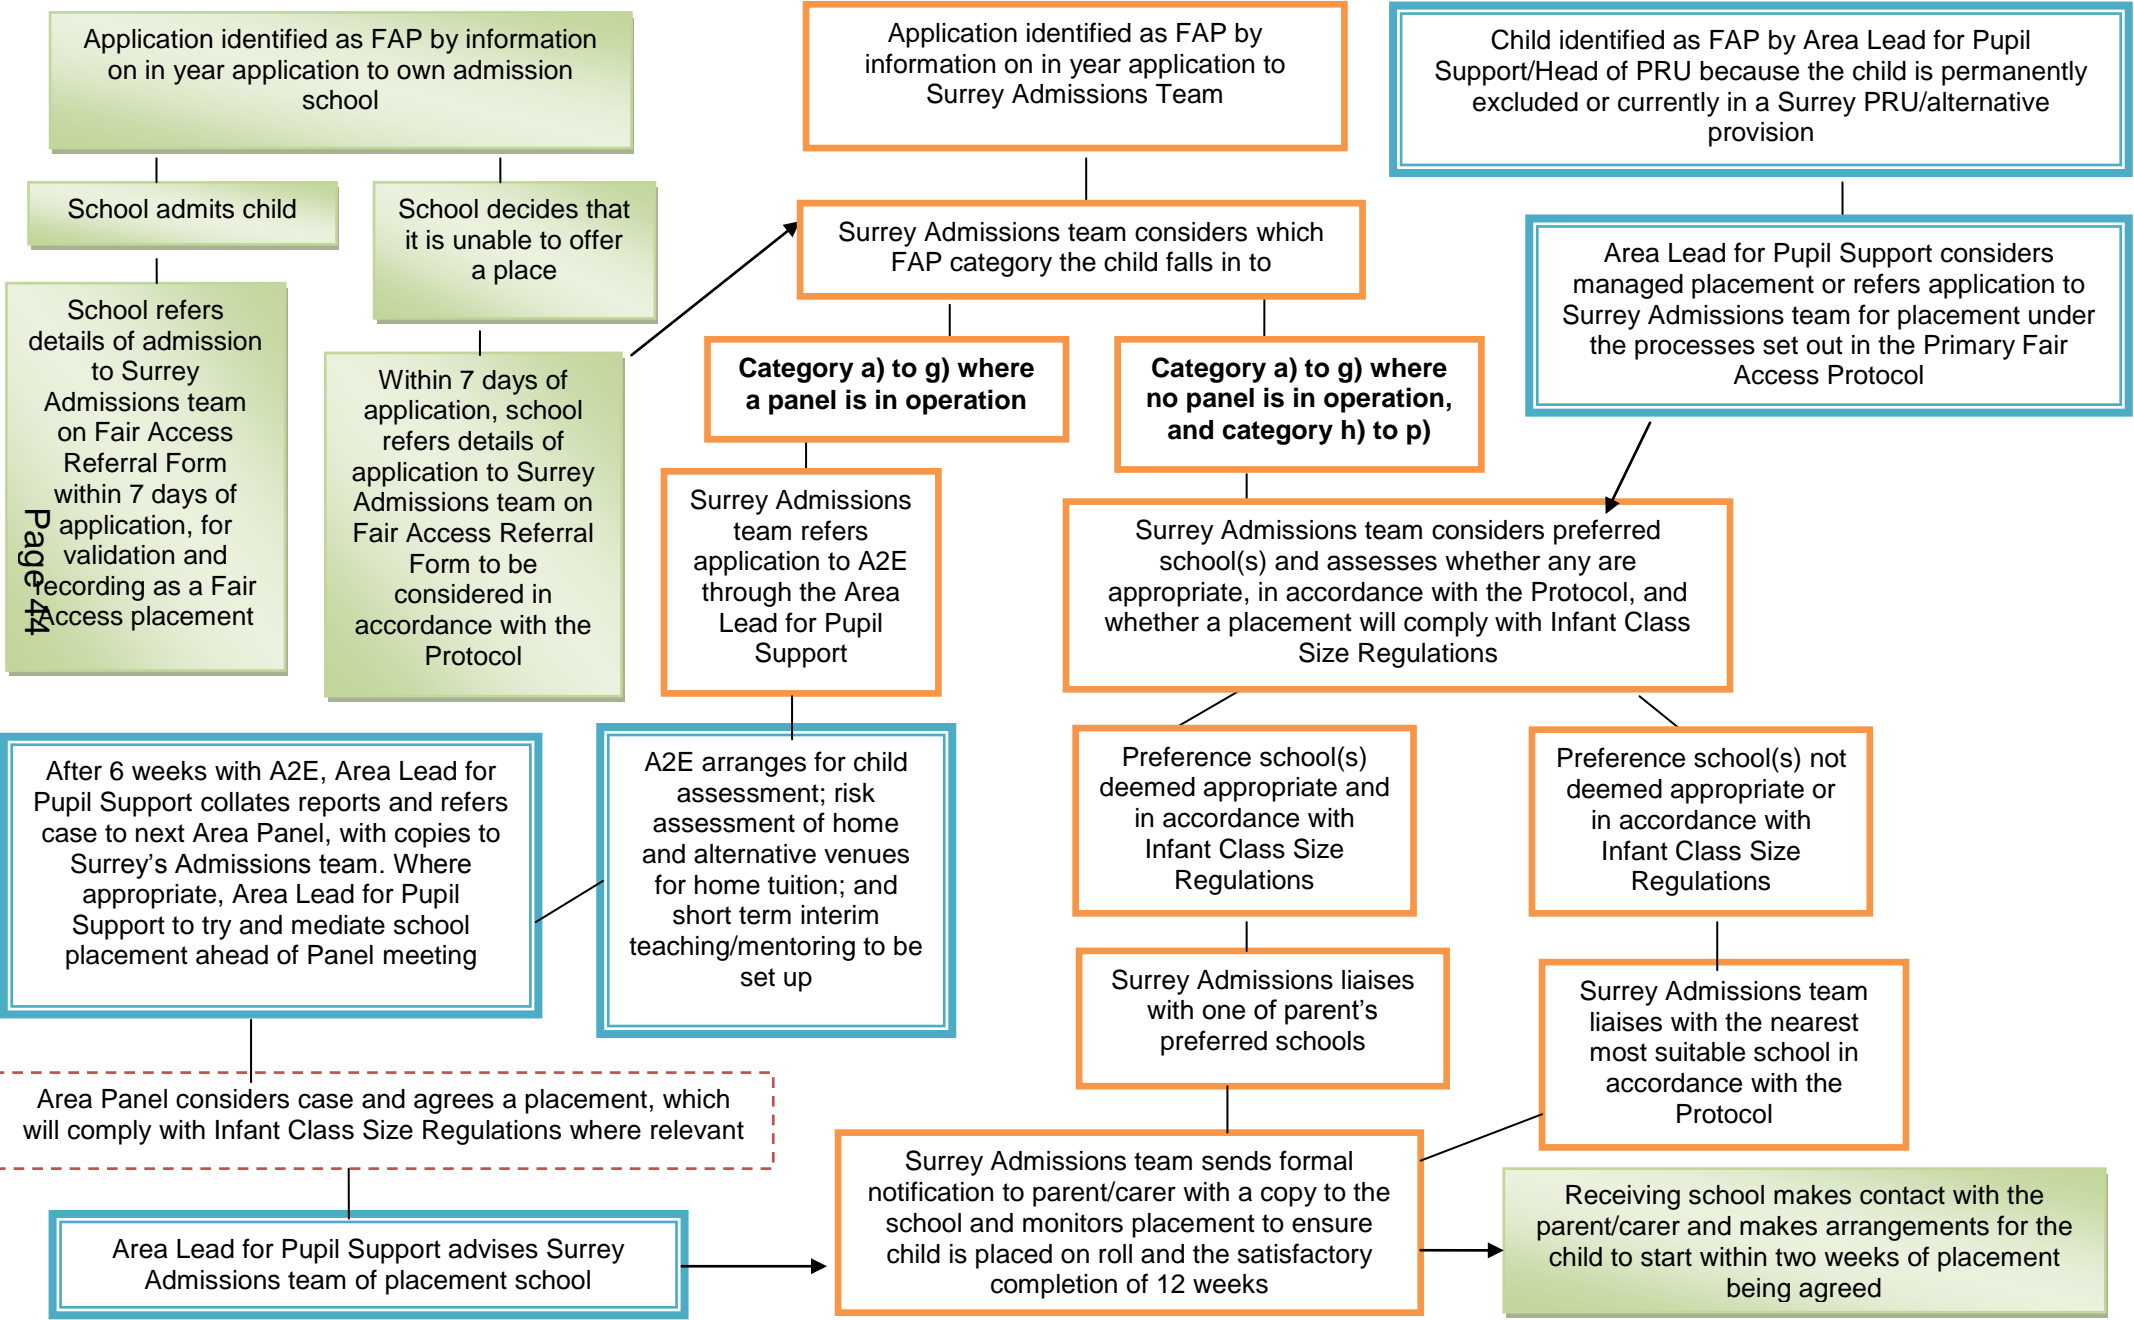 Application identified as FAP by information
on in year application to own admission
school
Application identified as FAP by
information on in year application to
Surrey Admissions Team
Child identified as FAP by Area Lead for Pupil
Support/Head of PRU because the child is permanently
excluded or currently in a Surrey PRU/alternative
provision
School admits child
School decides that
it is unable to offer
a place
Surrey Admissions team considers which
FAP category the child falls in to
Area Lead for Pupil Support considers
managed placement or refers application to
Surrey Admissions team for placement under
the processes set out in the Primary Fair
Access Protocol
School refers
details of admission
to Surrey
Admissions team
on Fair Access
Referral Form
within 7 days of
application, for
validation and
recording as a Fair
Access placement
Page 44
Within 7 days of
application, school
refers details of
application to Surrey
Admissions team on
Fair Access Referral
Form to be
considered in
accordance with the
Protocol
Category a) to g) where
a panel is in operation
Category a) to g) where
no panel is in operation,
and category h) to p)
Surrey Admissions
team refers
application to A2E
through the Area
Lead for Pupil
Support
Surrey Admissions team considers preferred
school(s) and assesses whether any are
appropriate, in accordance with the Protocol, and
whether a placement will comply with Infant Class
Size Regulations
After 6 weeks with A2E, Area Lead for
Pupil Support collates reports and refers
case to next Area Panel, with copies to
Surrey’s Admissions team. Where
appropriate, Area Lead for Pupil
Support to try and mediate school
placement ahead of Panel meeting
A2E arranges for child
assessment; risk
assessment of home
and alternative venues
for home tuition; and
short term interim
teaching/mentoring to be
set up
Preference school(s)
deemed appropriate and
in accordance with
Infant Class Size
Regulations
Preference school(s) not
deemed appropriate or
in accordance with
Infant Class Size
Regulations
Surrey Admissions liaises
with one of parent’s
preferred schools
Surrey Admissions team
liaises with the nearest
most suitable school in
accordance with the
Protocol
Area Panel considers case and agrees a placement, which
will comply with Infant Class Size Regulations where relevant
Area Lead for Pupil Support advises Surrey
Admissions team of placement school
Surrey Admissions team sends formal
notification to parent/carer with a copy to the
school and monitors placement to ensure
child is placed on roll and the satisfactory
completion of 12 weeks
Receiving school makes contact with the
parent/carer and makes arrangements for the
child to start within two weeks of placement
being agreed